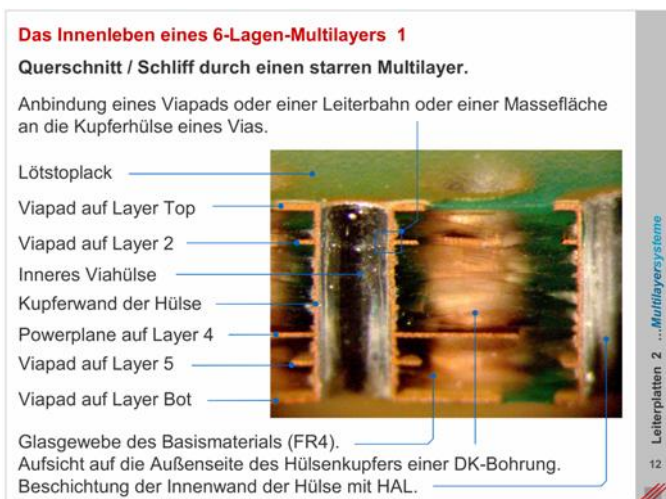 Das Innenleben eines 6-Lagen-Multilayers 1
Querschnitt / Schliff durch einen starren Multilayer.
Anbindung eines Viapads oder einer Leiterbahn oder einer Massefläche
an die Kupferhülse eines Vias.
Lötstoplack
Viapad auf Layer Top
Viapad auf Layer 2
Inneres Viahülse
Kupferwand der Hülse
Powerplane auf Layer 4
Viapad auf Layer 5
Viapad auf Layer Bot
Glasgewebe des Basismaterials (FR4).
Aufsicht auf die Außenseite des Hülsenkupfers einer DK-Bohrung.
Beschichtung der Innenwand der Hülse mit HAL.
Leiterplatten 2 ...Multilayersysteme
12